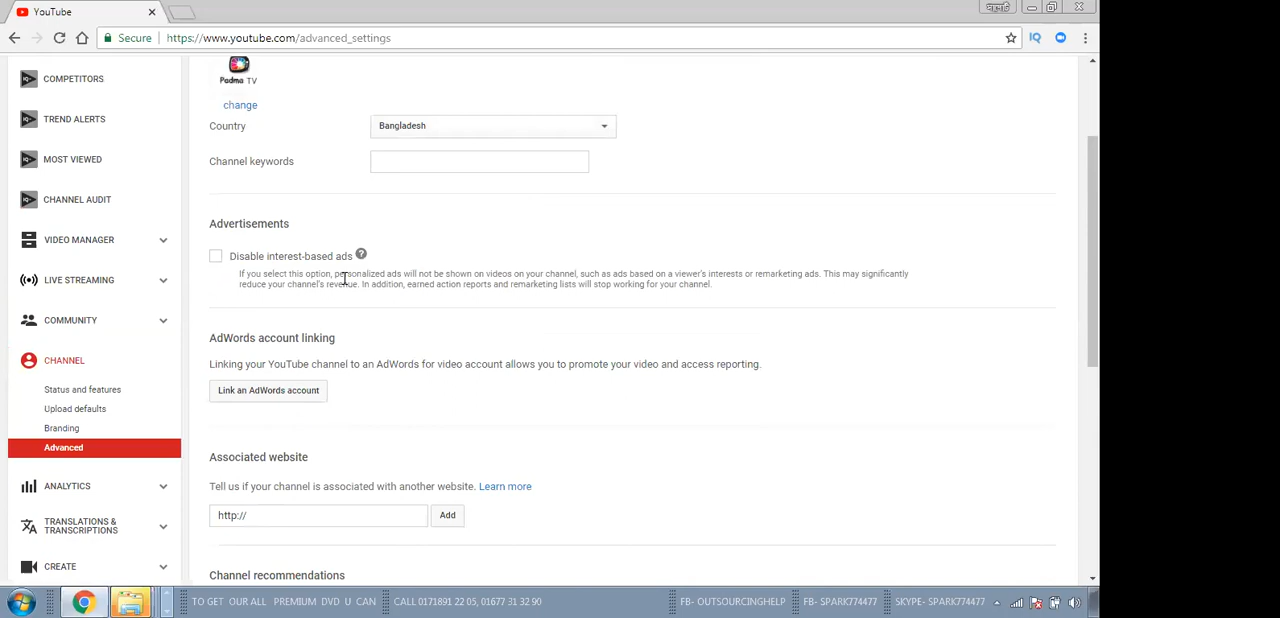 YouTube
Secure
https://www.youtube.com/advanced_settings
IQ
COMPETITORS
TREND ALERTS
MOST VIEWED
CHANNEL AUDIT
VIDEO MANAGER
LIVE STREAMING
COMMUNITY
CHANNEL
Status and features
Upload defaults
Branding
Advanced
ANALYTICS
TRANSLATIONS &
TRANSCRIPTIONS
CREATE
Padma TV
change
Country
Bangladesh
Channel keywords
Advertisements
Disable interest-based ads ?
If you select this option, personalized ads will not be shown on videos on your channel, such as ads based on a viewer's interests or remarketing ads. This may significantly
reduce your channel's revenue. In addition, earned action reports and remarketing lists will stop working for your channel.
AdWords account linking
Linking your YouTube channel to an AdWords for video account allows you to promote your video and access reporting.
Link an AdWords account
Associated website
Tell us if your channel is associated with another website. Learn more
http://
Add
Channel recommendations
TO GET OUR ALL PREMIUM DVD U CAN
CALL 0171891 22 05, 01677 31 32 90
FB- OUTSOURCINGHELP
FB- SPARK774477
SKYPE- SPARK774477